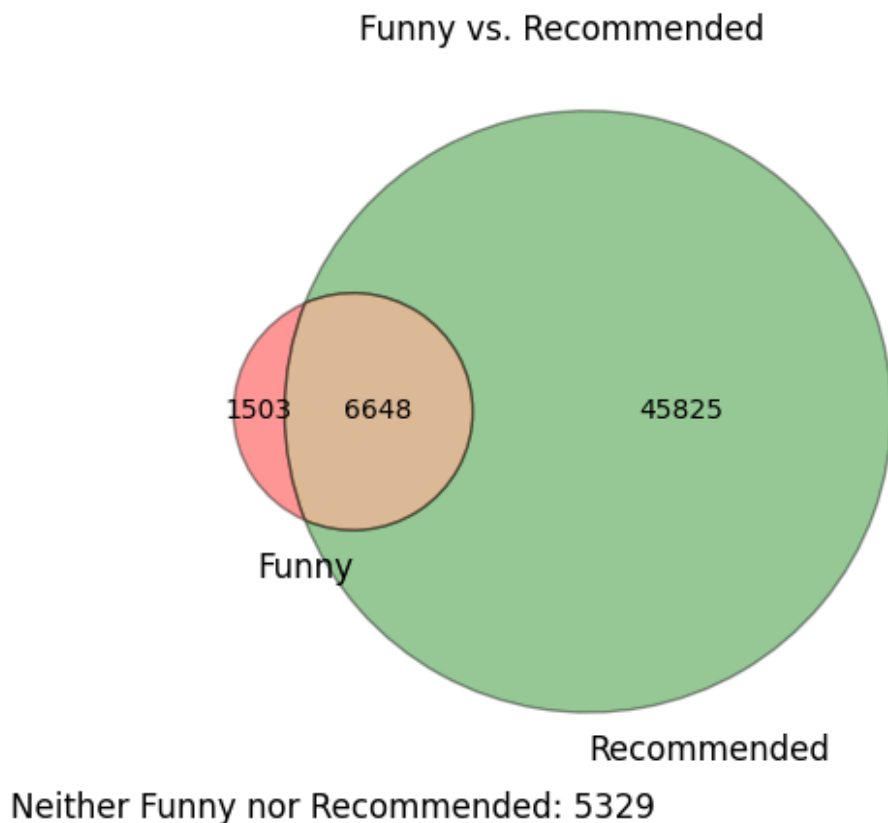 Funny vs. Recommended
1503 6648 45825
Funny
Recommended
Neither Funny nor Recommended: 5329